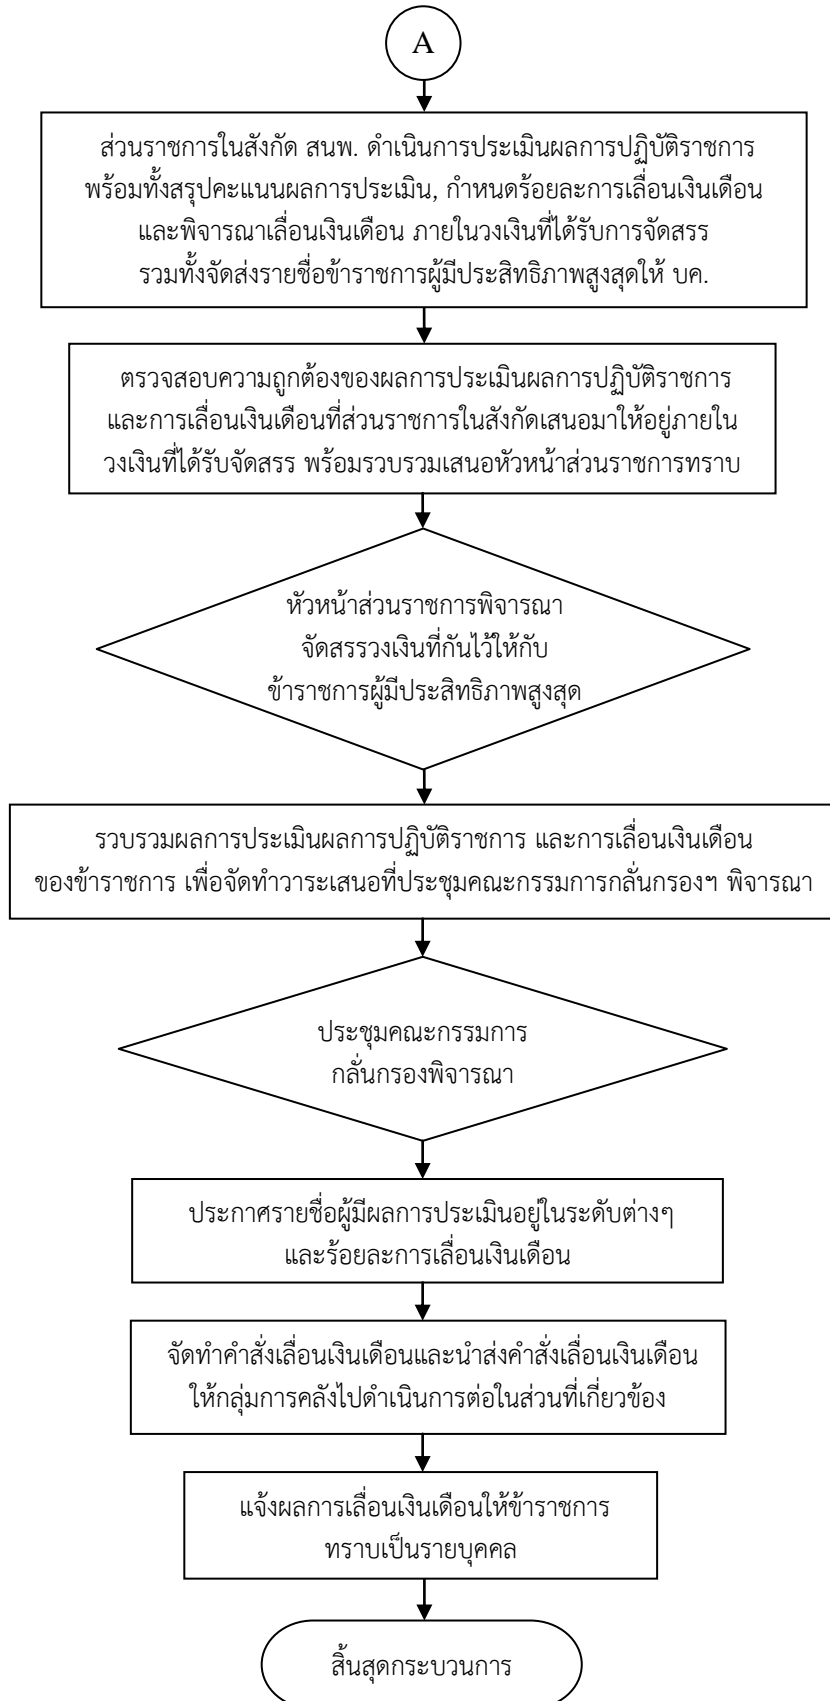 A
ส่วนราชการในสังกัด สนพ. ดำเนินการประเมินผลการปฏิบัติราชการ
พร้อมทั้งสรุปคะแนนผลการประเมิน, กำหนดร้อยละการเลื่อนเงินเดือน
และพิจารณาเลื่อนเงินเดือน ภายในวงเงินที่ได้รับการจัดสรร
รวมทั้งจัดส่งรายชื่อข้าราชการผู้มีประสิทธิภาพสูงสุดให้ บค.
ตรวจสอบความถูกต้องของผลการประเมินผลการปฏิบัติราชการ
และการเลื่อนเงินเดือนที่ส่วนราชการในสังกัดเสนอมาให้อยู่ภายใน
วงเงินที่ได้รับจัดสรร พร้อมรวบรวมเสนอหัวหน้าส่วนราชการทราบ
หัวหน้าส่วนราชการพิจารณา
จัดสรรวงเงินที่กันไว้ให้กับ
ข้าราชการผู้มีประสิทธิภาพสูงสุด
รวบรวมผลการประเมินผลการปฏิบัติราชการ และการเลื่อนเงินเดือน
ของข้าราชการ เพื่อจัดทำวาระเสนอที่ประชุมคณะกรรมการกลั่นกรองฯ พิจารณา
ประชุมคณะกรรมการ
กลั่นกรองพิจารณา
ประกาศรายชื่อผู้มีผลการประเมินอยู่ในระดับต่างๆ
และร้อยละการเลื่อนเงินเดือน
จัดทำคำสั่งเลื่อนเงินเดือนและนำส่งคำสั่งเลื่อนเงินเดือน
ให้กลุ่มการคลังไปดำเนินการต่อในส่วนที่เกี่ยวข้อง
แจ้งผลการเลื่อนเงินเดือนให้ข้าราชการ
ทราบเป็นรายบุคคล
สิ้นสุดกระบวนการ